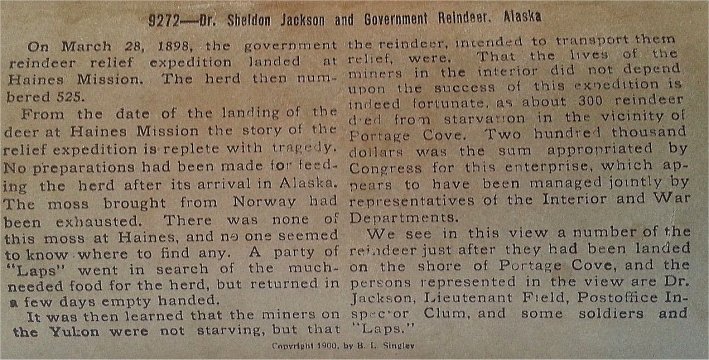 9272—Dr. Sheldon Jackson and Government Reindeer, Alaska
On March 28, 1898, the government
reindeer relief expedition landed at
Haines Mission. The herd then num-
bered 525.
From the date of the landing of the
deer at Haines Mission the story of the
relief expedition is replete with tragedy.
No preparations had been made for feed-
ing the herd after its arrival in Alaska.
The moss brought from Norway had
been exhausted. There was none of
this moss at Haines, and no one seemed
to know where to find any. A party of
"Laps" went in search of the much-
needed food for the herd, but returned in
a few days empty handed.
It was then learned that the miners on
the Yukon were not starving, but that
the reindeer, intended to transport them
relief, were. That the lives of the
miners in the interior did not depend
upon the success of this expedition is
indeed fortunate, as about 300 reindeer
died from starvation in the vicinity of
Portage Cove. Two hundred thousand
dollars was the sum appropriated by
Congress for this enterprise, which ap-
pears to have been managed jointly by
representatives of the Interior and War
Departments.
We see in this view a number of the
reindeer just after they had been landed
on the shore of Portage Cove, and the
persons represented in the view are Dr.
Jackson, Lieutenant Field, Postoffice In-
spector Clum, and some soldiers and
"Laps."
Copyright 1900, by B. L. Singley